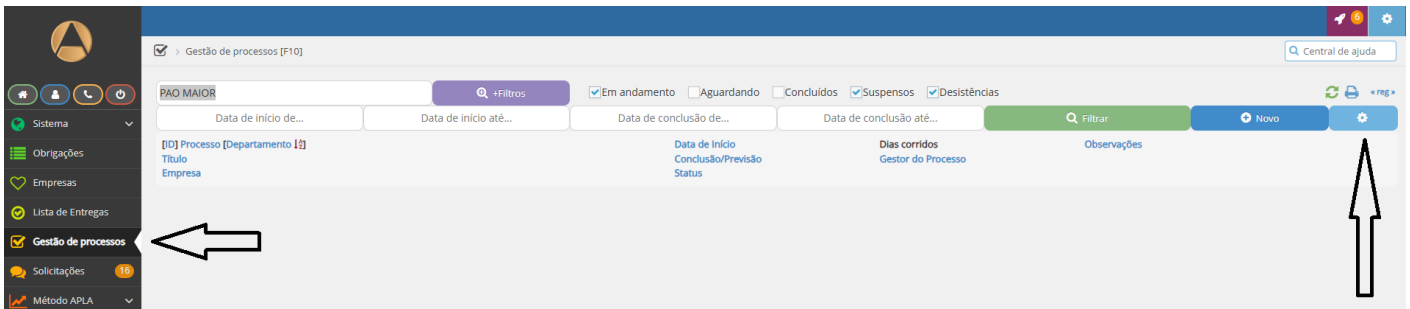 6
Gestão de processos [F10]
Central de ajuda
PAO MAIOR
+Filtros
Em andamento Aguardando Concluídos Suspensos Desistências
« reg »
Data de início de... Data de início até... Data de conclusão de... Data de conclusão até... Filtrar Novo
[ID] Processo [Departamento] Data de Início Dias corridos Observações
Título Conclusão/Previsão Gestor do Processo
Empresa Status
Sistema
Obrigações
Empresas
Lista de Entregas
Gestão de processos
Solicitações 16
Método APLA